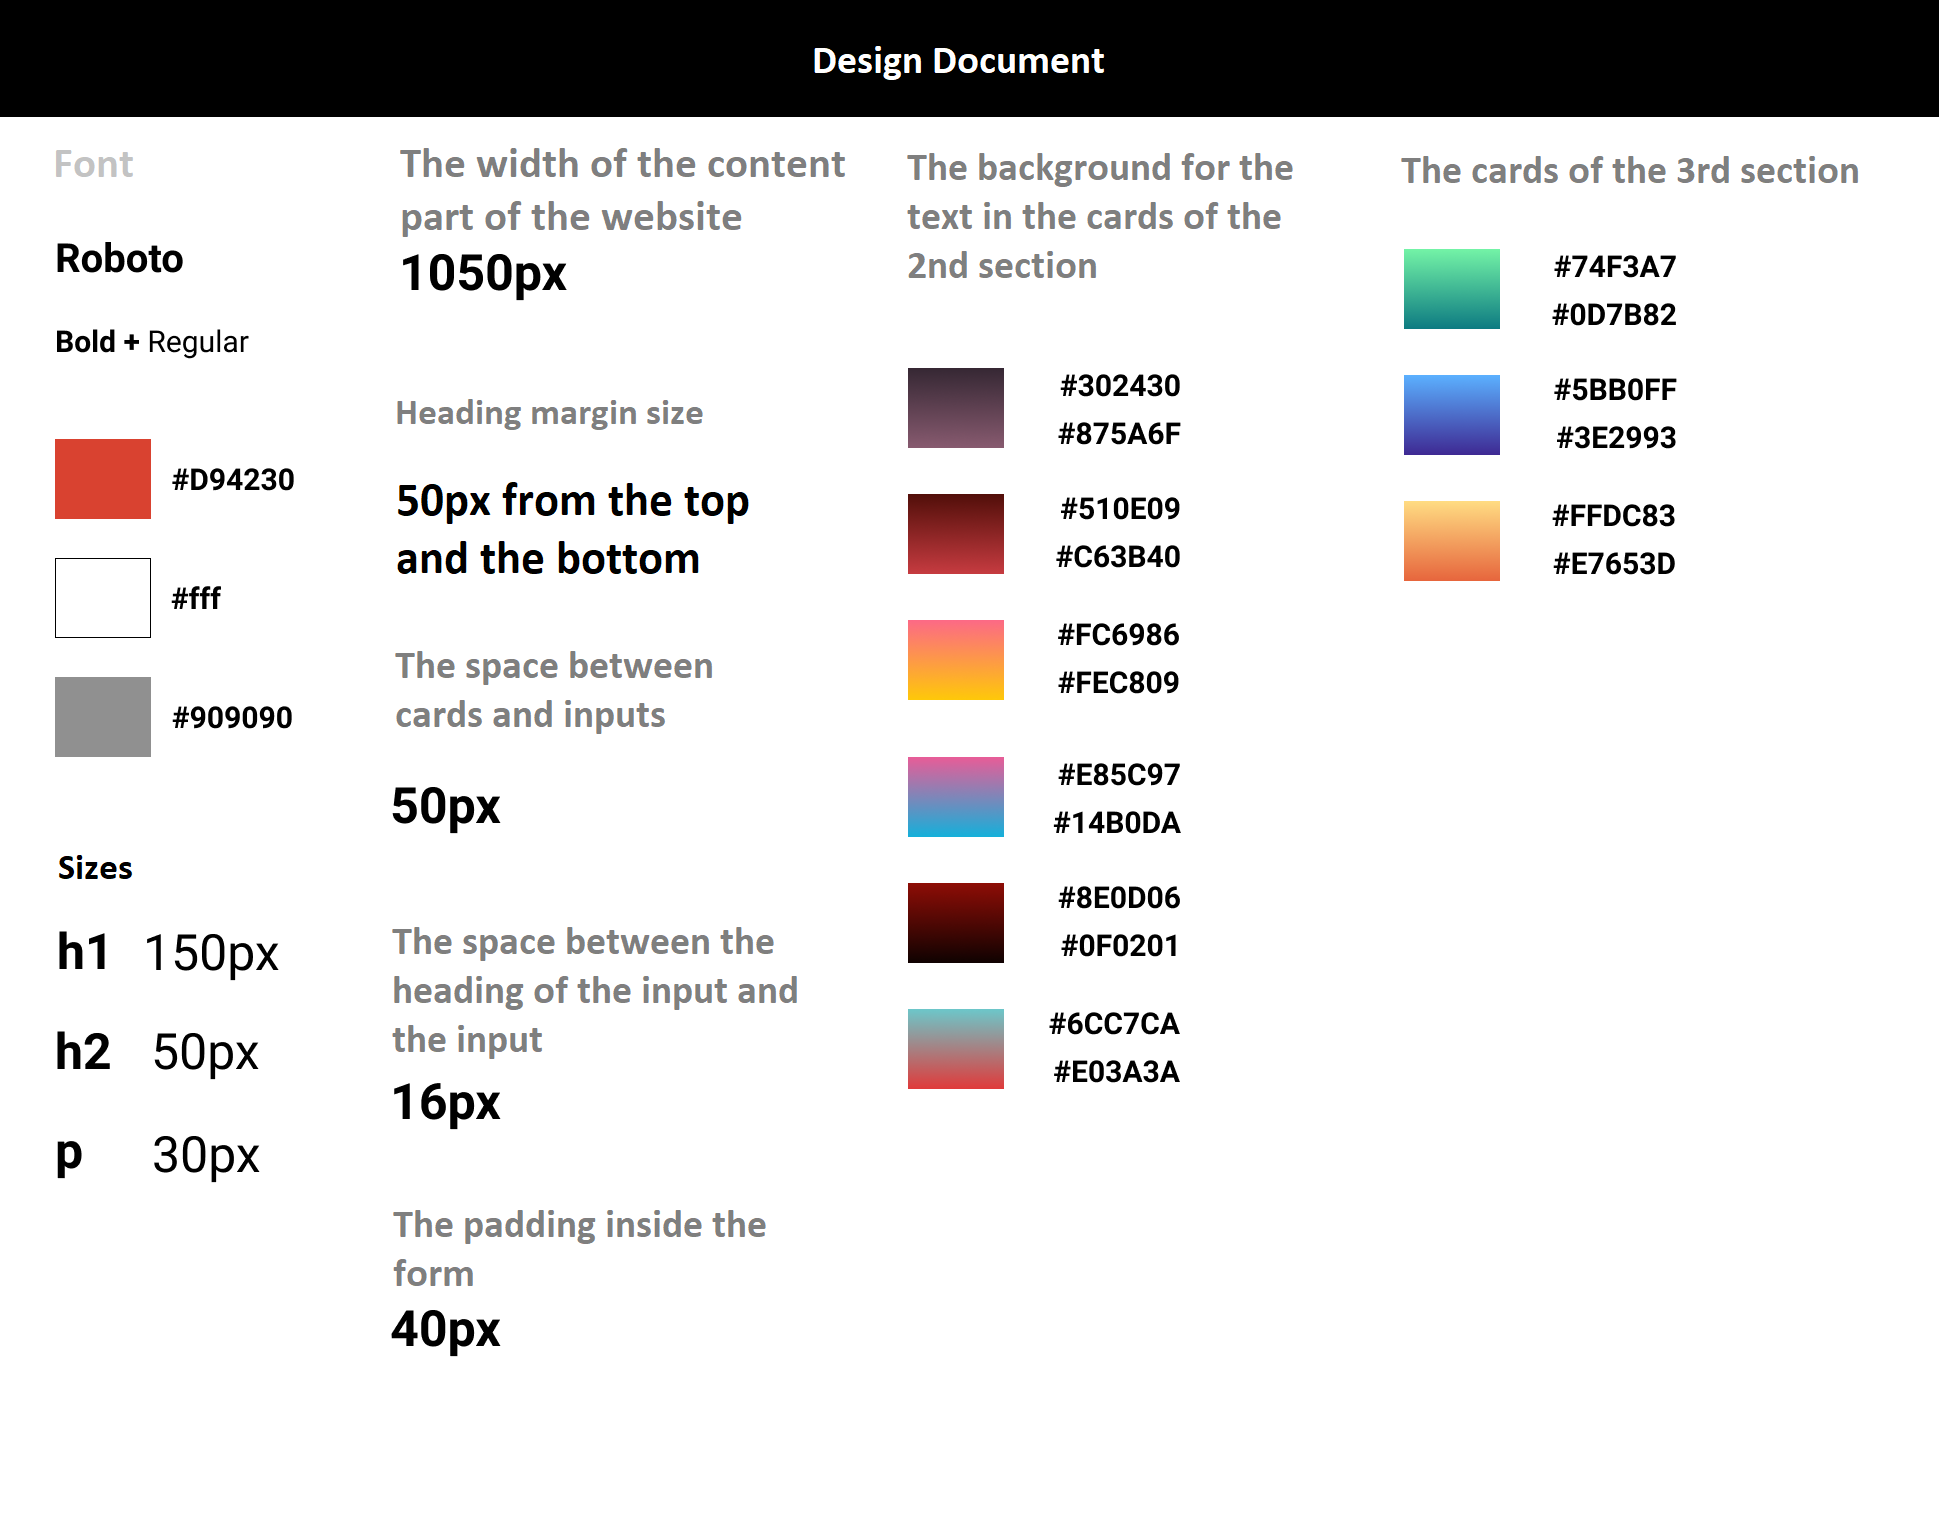 Design Document
Font
Roboto
Bold + Regular
#D94230
#fff
#909090
Sizes
h1 150px
h2 50px
p 30px
The width of the content
part of the website
1050px
Heading margin size
50px from the top
and the bottom
The space between
cards and inputs
50px
The space between the
heading of the input and
the input
16px
The padding inside the
form
40px
The background for the
text in the cards of the
2nd section
#302430
#875A6F
#510E09
#C63B40
#FC6986
#FEC809
#E85C97
#14B0DA
#8E0D06
#0F0201
#6CC7CA
#E03A3A
The cards of the 3rd section
#74F3A7
#0D7B82
#5BB0FF
#3E2993
#FFDC83
#E7653D